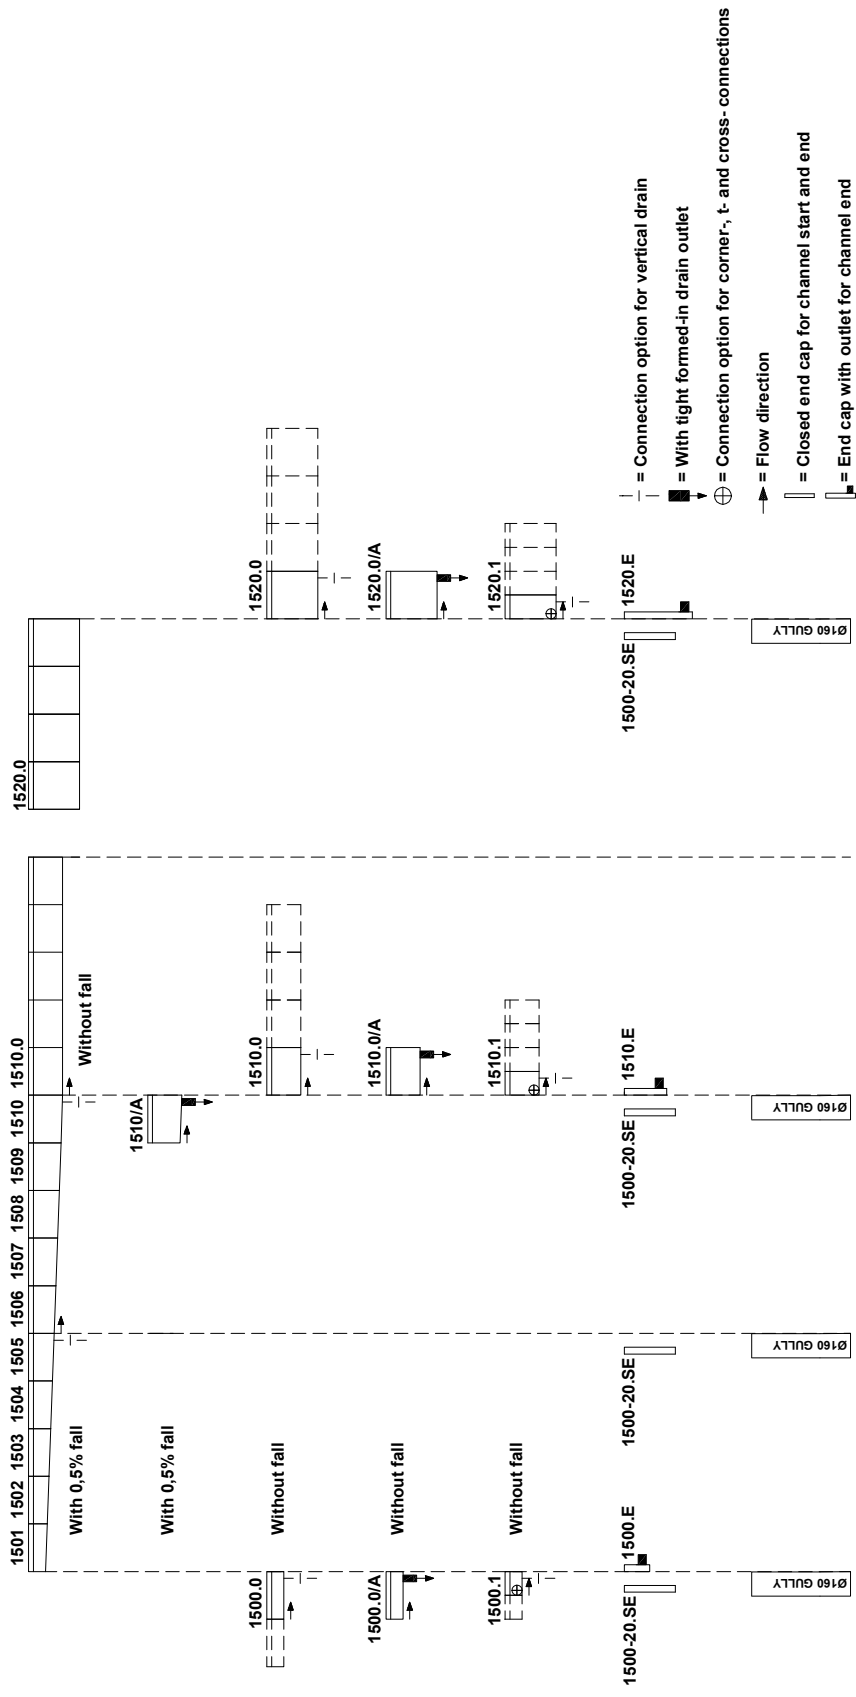 1501 1502 1503 1504 1505 1506 1507 1508 1509 1510 1510.0
1520.0
With 0,5% fall
Without fall
With 0,5% fall
1510/A
1500.0
Without fall
1510.0
1520.0
1500.0/A
Without fall
1510.0/A
1520.0/A
1500.1
Without fall
1510.1
1520.1
1500-20.SE
1500.E
1500-20.SE
1500-20.SE
1510.E
1500-20.SE
1520.E
Ø160 GULLY
Ø160 GULLY
Ø160 GULLY
Ø160 GULLY
= Connection option for vertical drain
= With tight formed-in drain outlet
= Connection option for corner-, t- and cross- connections
= Flow direction
= Closed end cap for channel start and end
= End cap with outlet for channel end